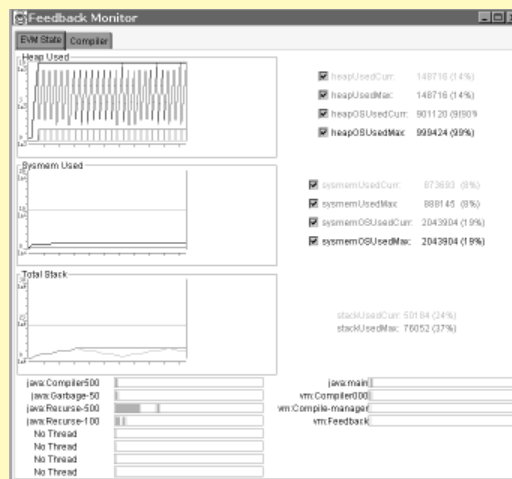 Feedback Monitor
EVM State Compiler
Heap Used
heapUsedCurr: 148716 (14%)
heapUsedMax: 148716 (14%)
heapOSUsedCurr: 901120
heapOSUsedMax: 999424 (99%)
Sysmem Used
sysmemUsedCurr: 873693 (8%)
sysmemUsedMax: 888145 (8%)
sysmemOSUsedCurr: 2043904 (19%)
sysmemOSUsedMax: 2043904 (19%)
Total Stack
stackUsedCurr: 50184 (24%)
stackUsedMax: 76052 (37%)
java:Compiler500
java:Garbage-50
java:Recurse-500
java:Recurse-100
No Thread
No Thread
No Thread
No Thread
java:main
vm:Compiler000
vm:Compile-manager
vm:Feedback